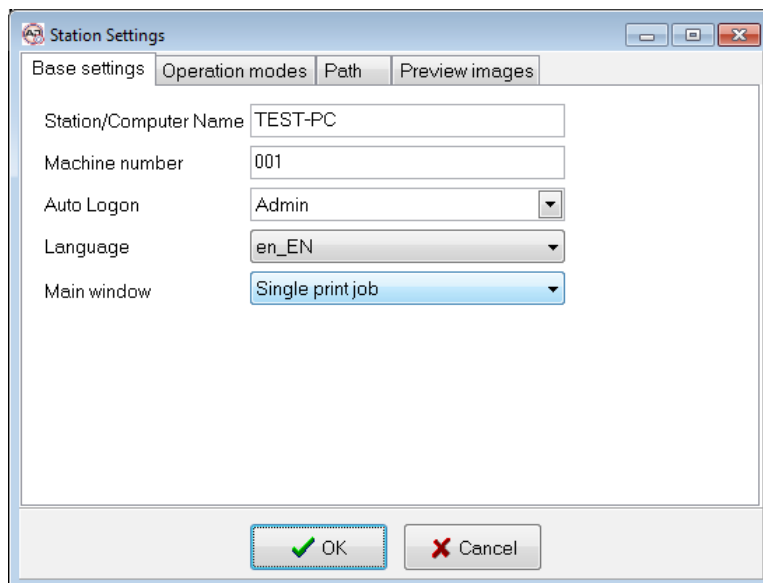 Station Settings
Base settings Operation modes Path Preview images
Station/Computer Name TEST-PC
Machine number 001
Auto Logon Admin
Language en_EN
Main window Single print job
OK Cancel